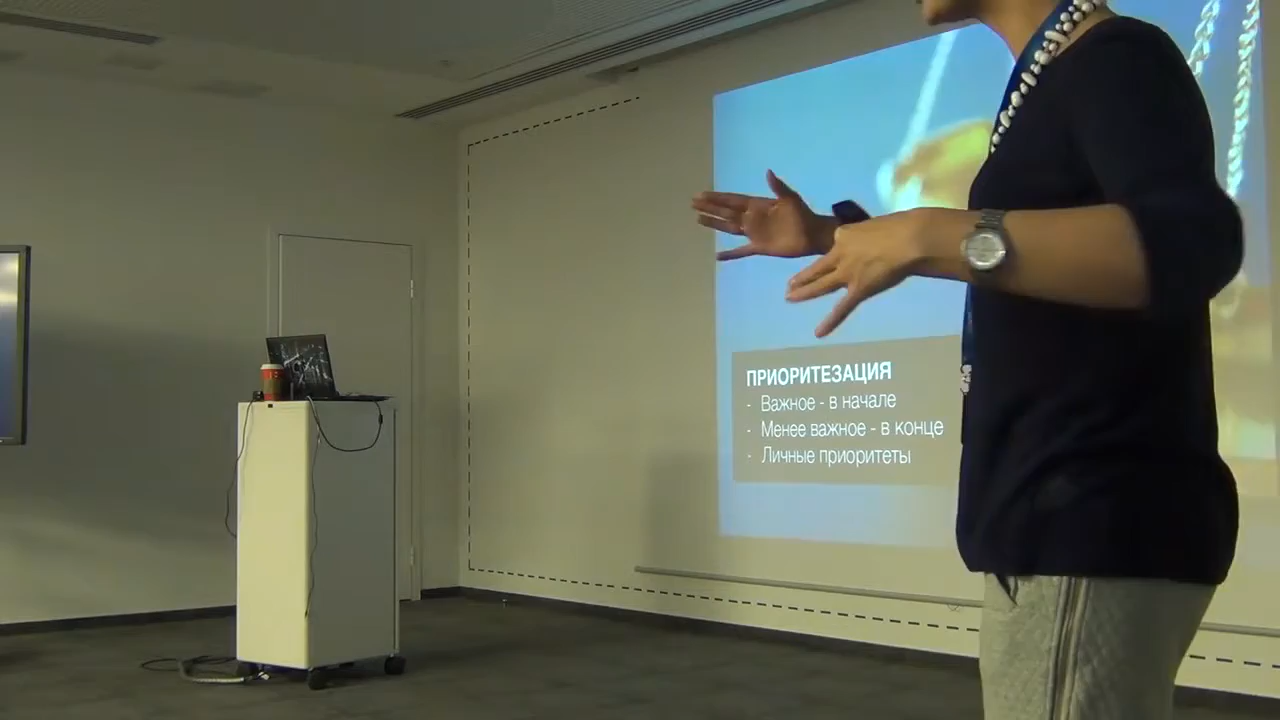 ПРИОРИТЕЗАЦИЯ
- Важное - в начале
- Менее важное - в конце
- Личные приоритеты